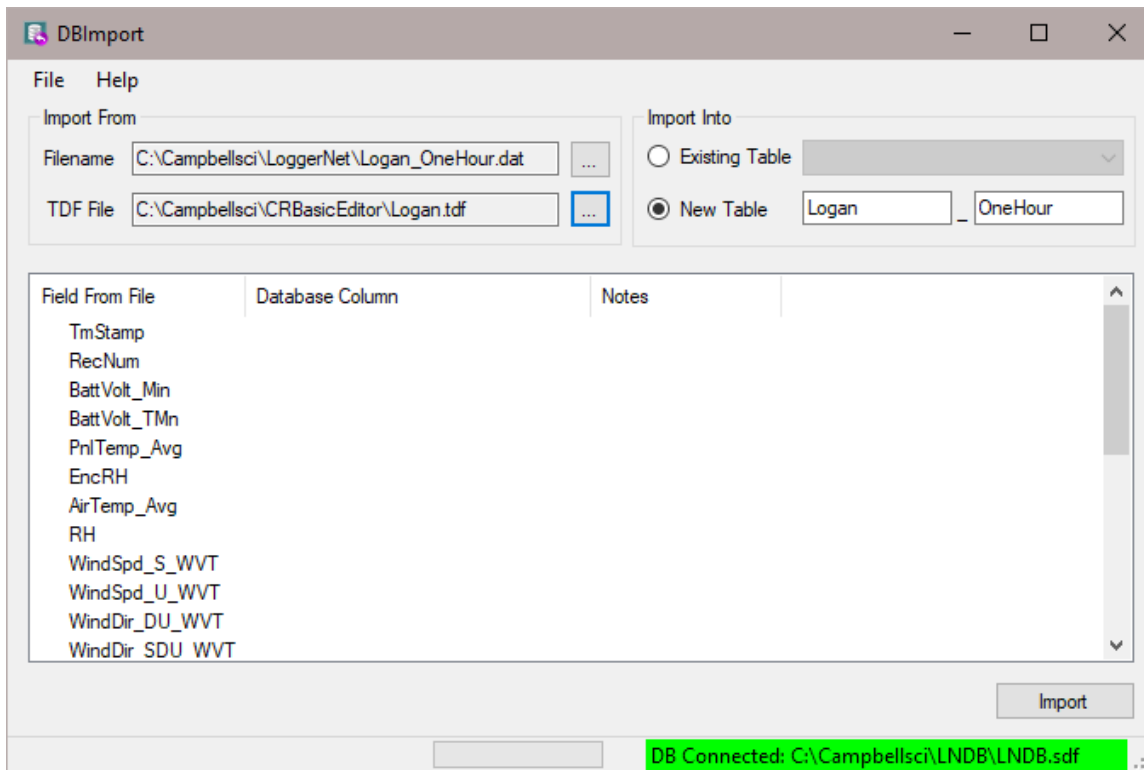 DBImport
File Help
Import From
Filename C:\Campbellsci\LoggerNet\Logan_OneHour.dat ...
TDF File C:\Campbellsci\CRBasicEditor\Logan.tdf ...
Import Into
Existing Table
New Table Logan _ OneHour
Field From File Database Column Notes
TmStamp
RecNum
BattVolt_Min
BattVolt_TMn
PnlTemp_Avg
EncRH
AirTemp_Avg
RH
WindSpd_S_WVT
WindSpd_U_WVT
WindDir_DU_WVT
WindDir_SDU_WVT
Import
DB Connected: C:\Campbellsci\LNDB\LNDB.sdf